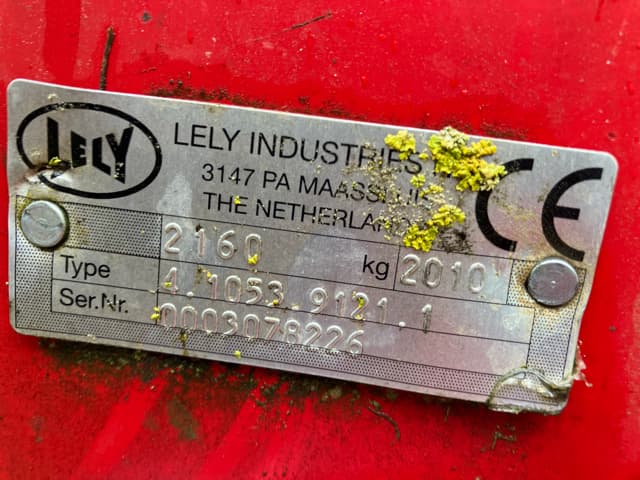 LELY
LELY INDUSTRIES
3147 PA
THE NETHERLANDS
2160 kg 2010
Type 4.1053.9121.1
Ser.Nr. 0003078226
CE